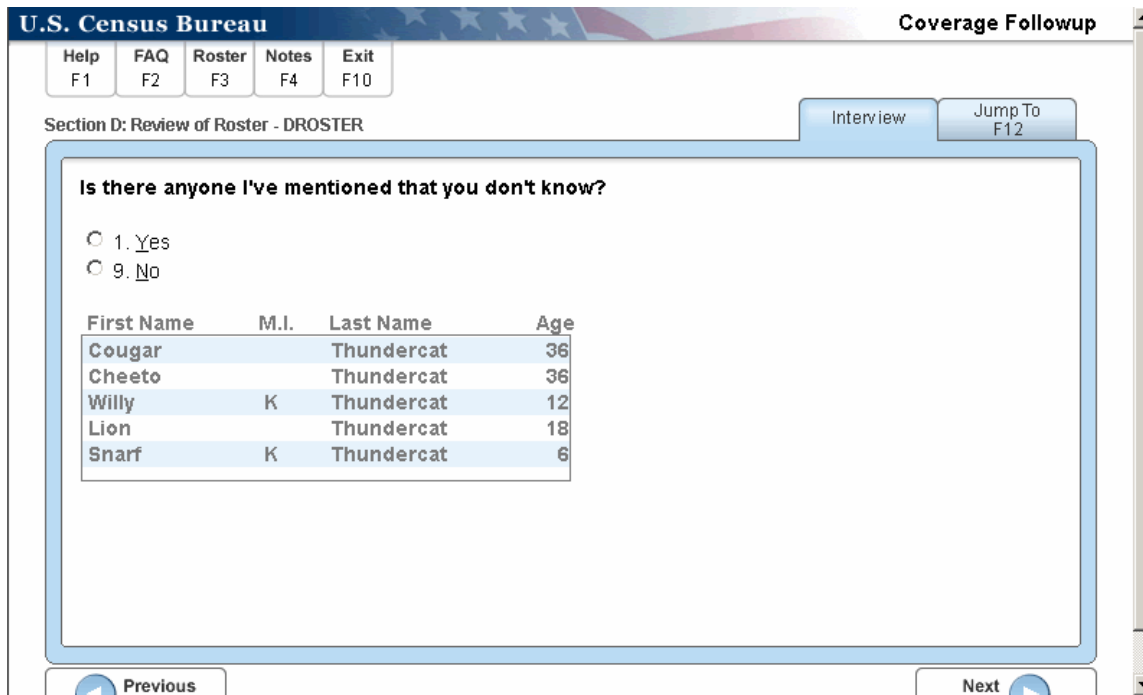 U.S. Census Bureau Coverage Followup
Help FAQ Roster Notes Exit
F1 F2 F3 F4 F10
Section D: Review of Roster - DROSTER
Interview
Jump To
F12
Is there anyone I've mentioned that you don't know?
1. Yes
9. No
First Name M.I. Last Name Age
Cougar Thundercat 36
Cheeto Thundercat 36
Willy K Thundercat 12
Lion Thundercat 18
Snarf K Thundercat 6
Previous Next